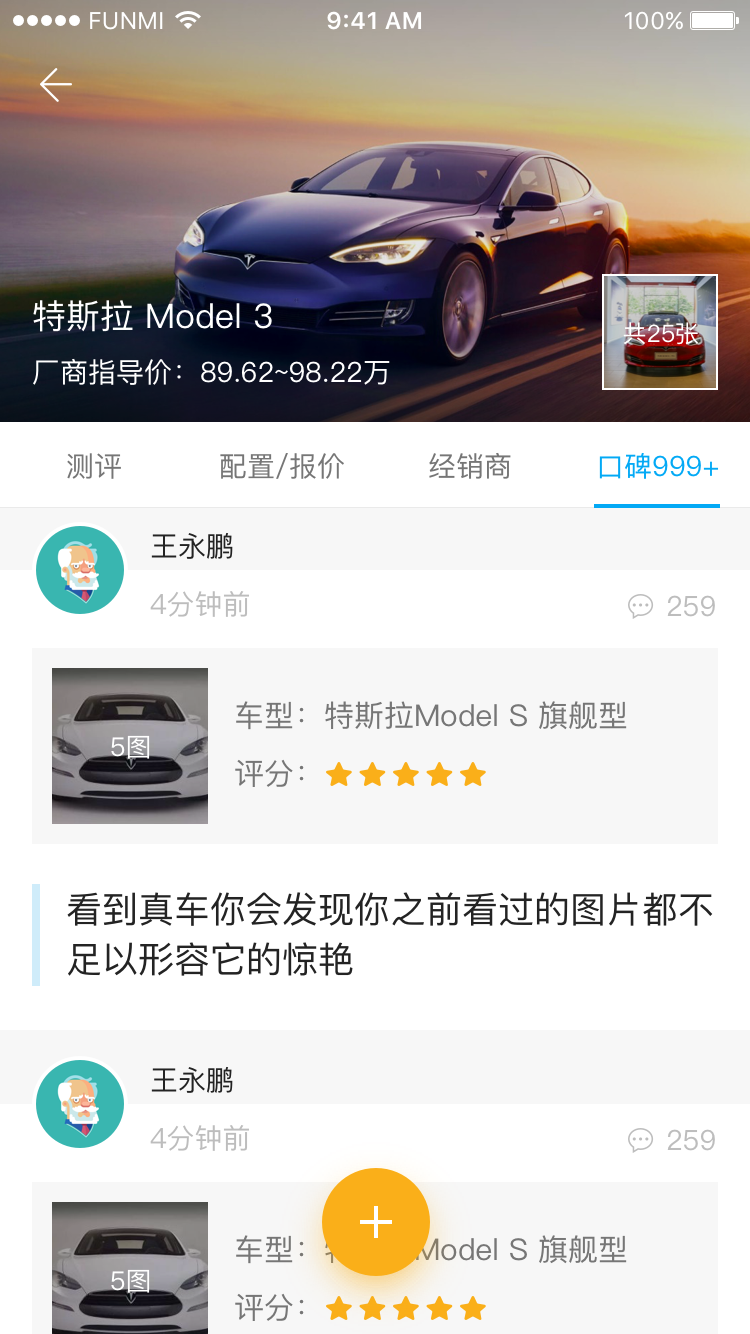 FUNMI 9:41 AM 100%
特斯拉 Model 3
厂商指导价：89.62~98.22万
共25张
测评 配置/报价 经销商 口碑999+
王永鹏
4分钟前 259
5图
车型：特斯拉Model S 旗舰型
评分：
看到真车你会发现你之前看过的图片都不
足以形容它的惊艳
王永鹏
4分钟前 259
5图
车型： Model S 旗舰型
评分：